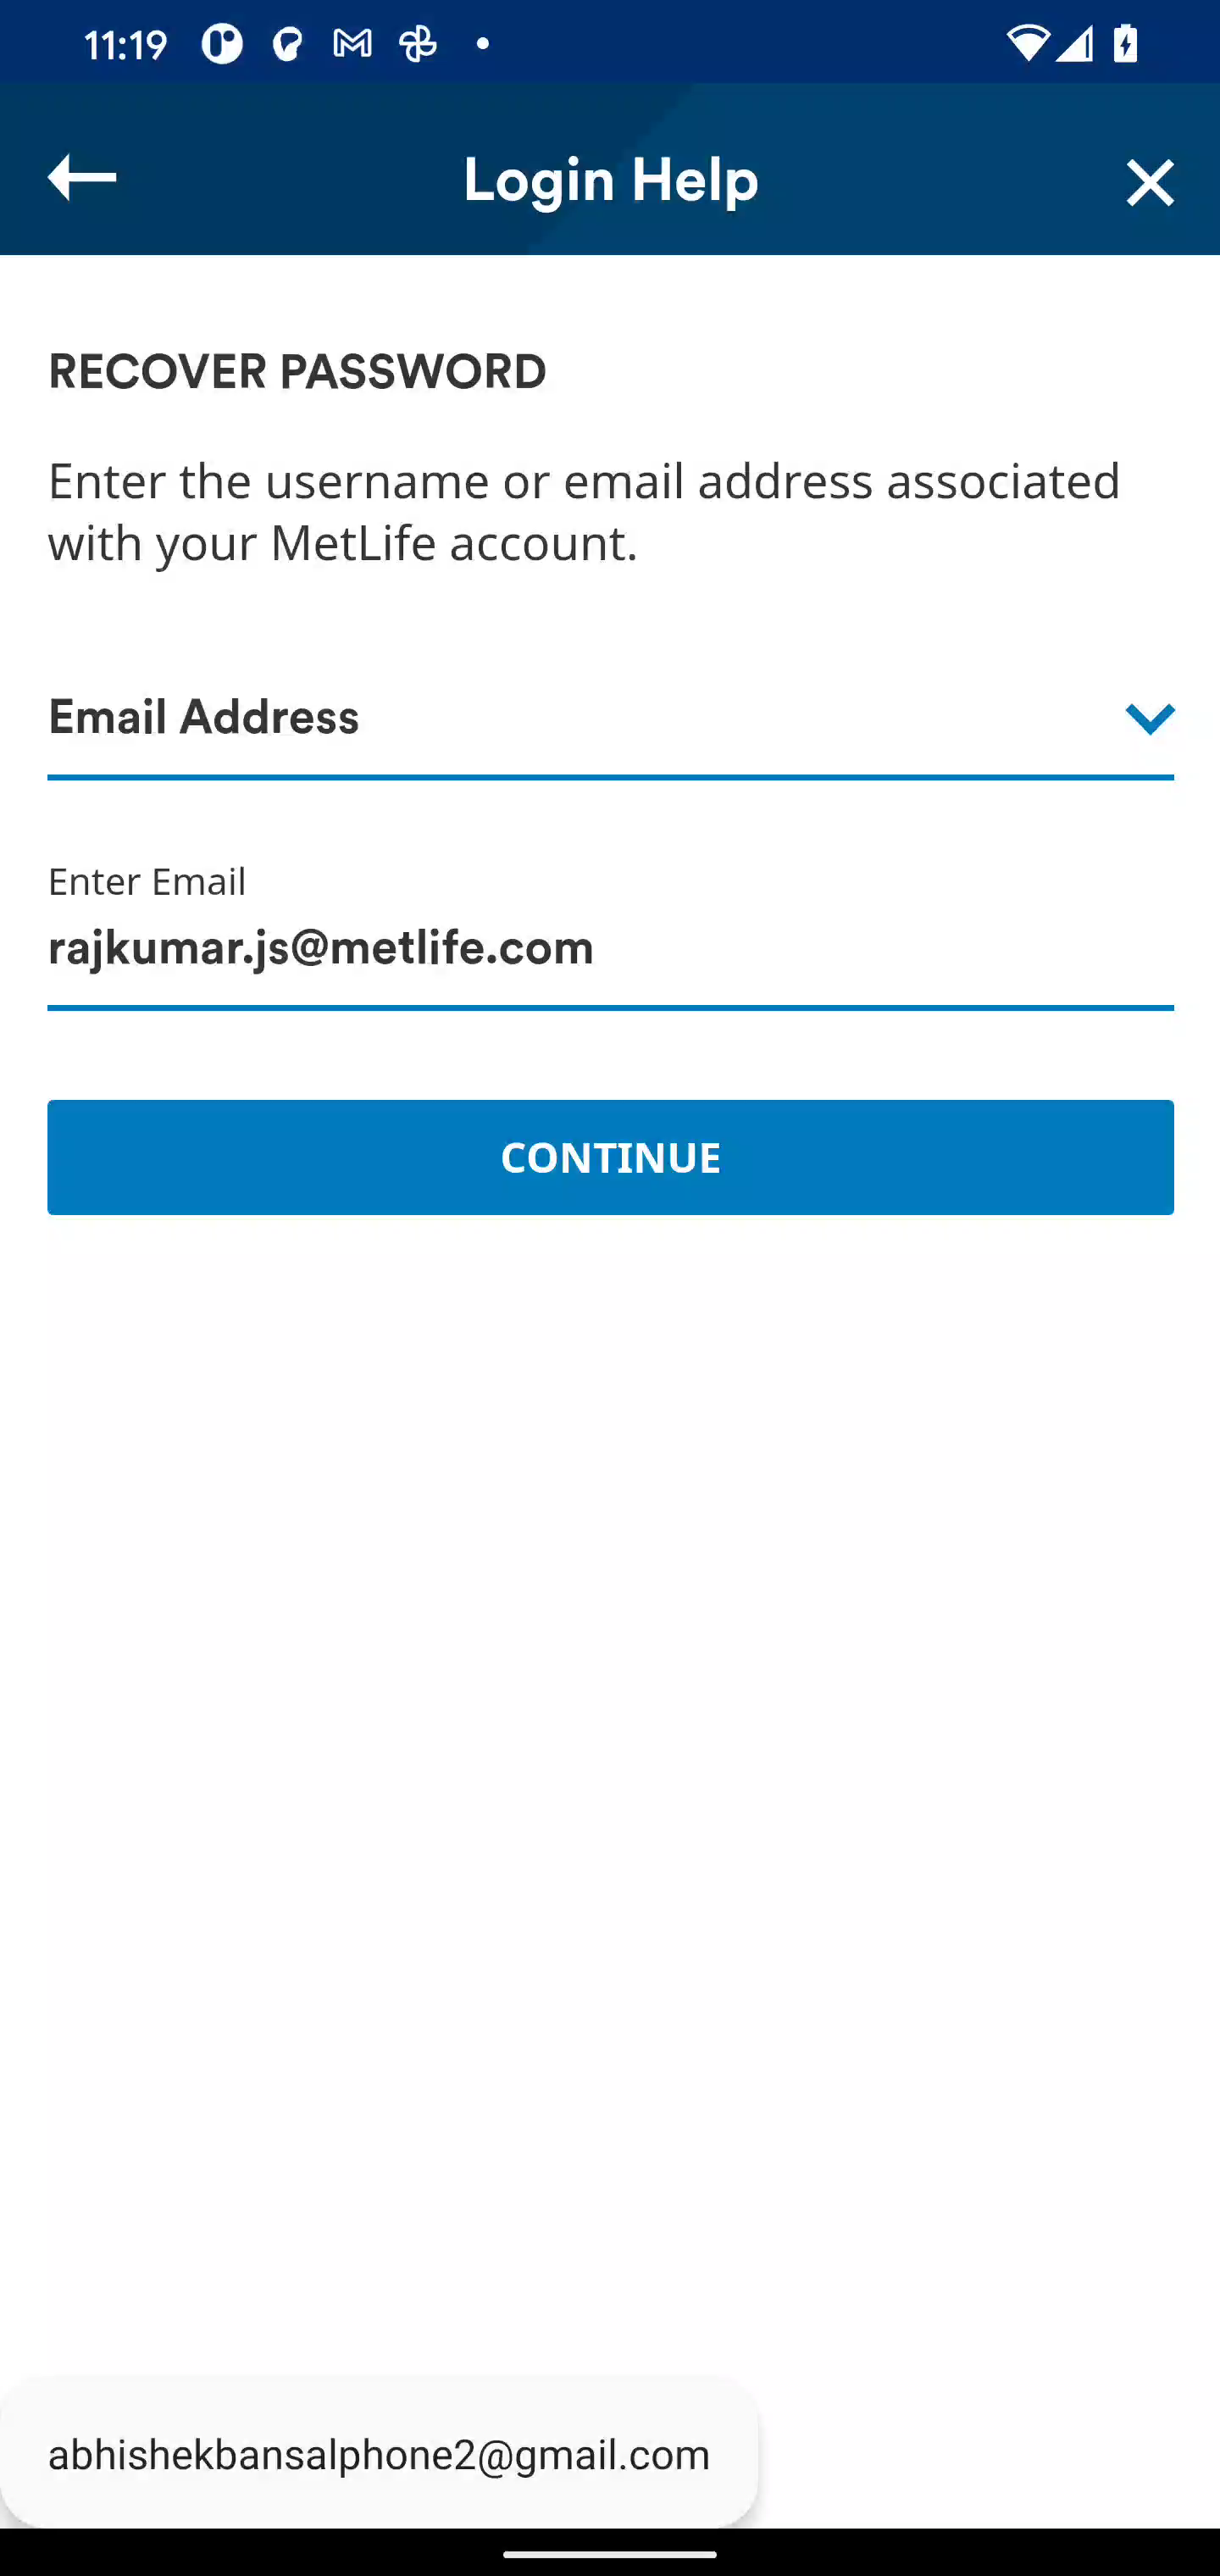 11:19
Login Help
RECOVER PASSWORD
Enter the username or email address associated
with your MetLife account.
Email Address
Enter Email
rajkumar.js@metlife.com
CONTINUE
abhishekbansalphone2@gmail.com